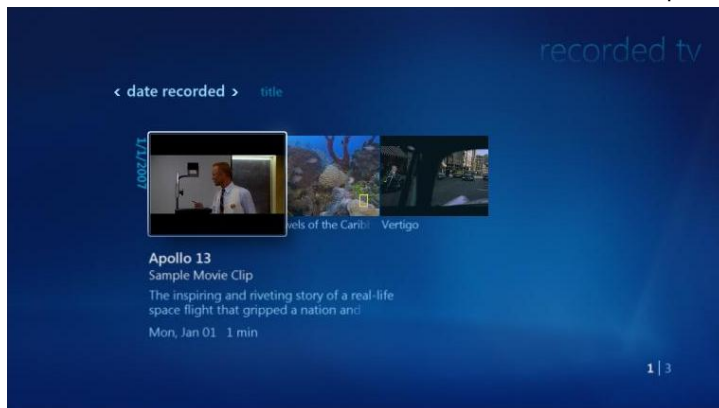 recorded tv
< date recorded > title
1/1/2007
vels of the Carib
Vertigo
Apollo 13
Sample Movie Clip
The inspiring and riveting story of a real-life
space flight that gripped a nation and
Mon, Jan 01 1 min
1 | 3